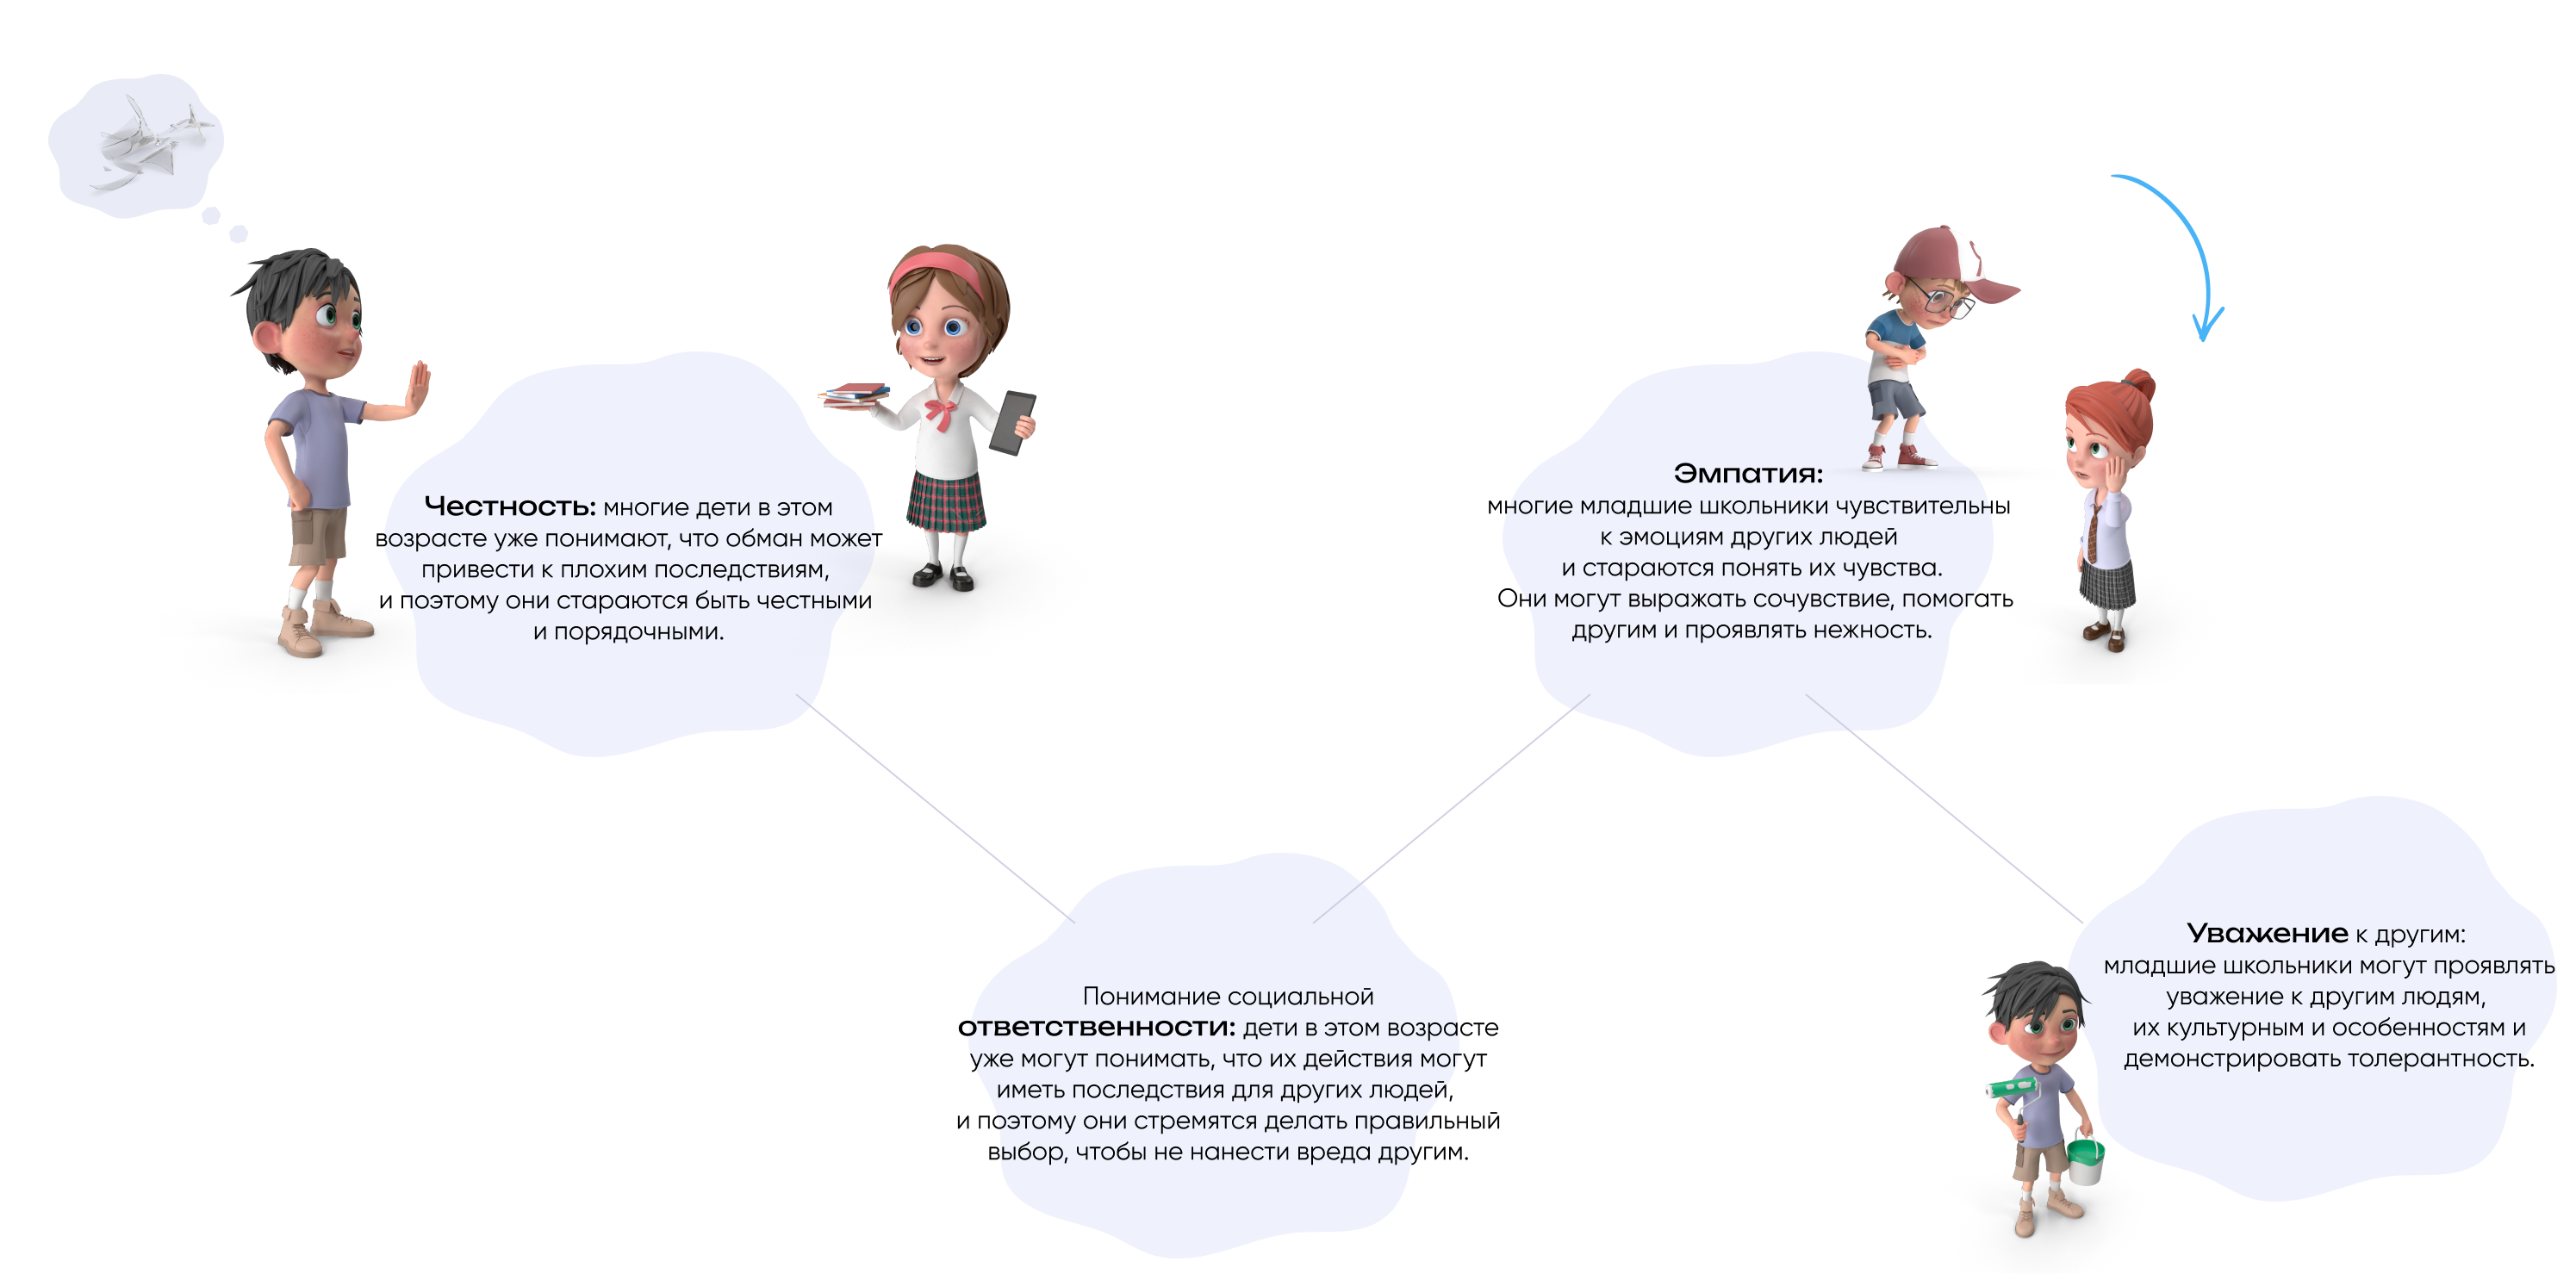 Честность: многие дети в этом
возрасте уже понимают, что обман может
привести к плохим последствиям,
и поэтому они стараются быть честными
и порядочными.
Эмпатия:
многие младшие школьники чувствительны
к эмоциям других людей
и стараются понять их чувства.
Они могут выражать сочувствие, помогать
другим и проявлять нежность.
Понимание социальной
ответственности: дети в этом возрасте
уже могут понимать, что их действия могут
иметь последствия для других людей,
и поэтому они стремятся делать правильный
выбор, чтобы не нанести вреда другим.
Уважение к другим:
младшие школьники могут проявлять
уважение к другим людям,
их культурным и особенностям и
демонстрировать толерантность.